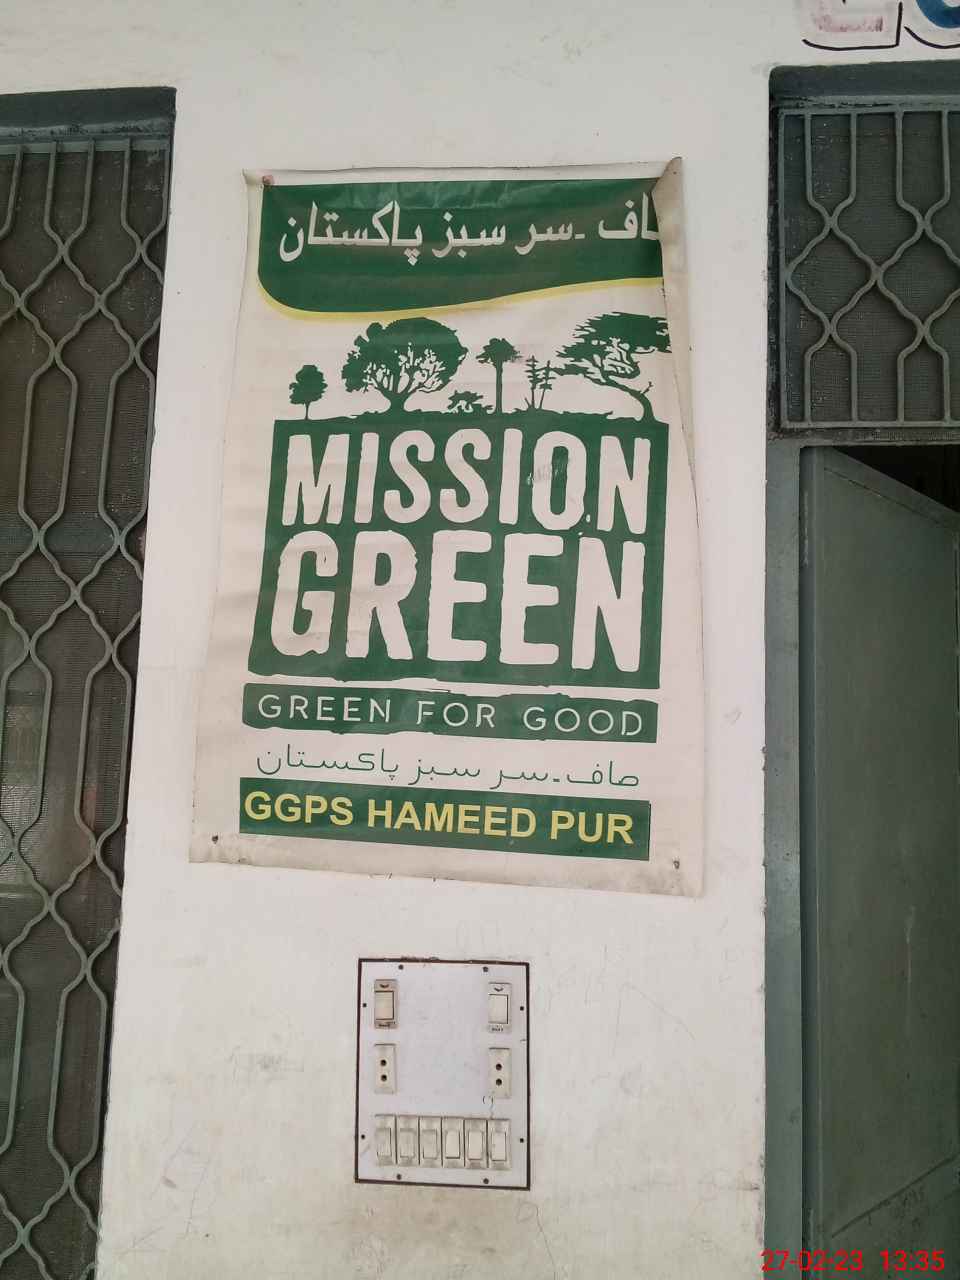 صاف ۔سر سبز پاکستان
MISSION
GREEN
GREEN FOR GOOD
صاف۔سر سبز پاکستان
GGPS HAMEED PUR
27-02-23 13:35